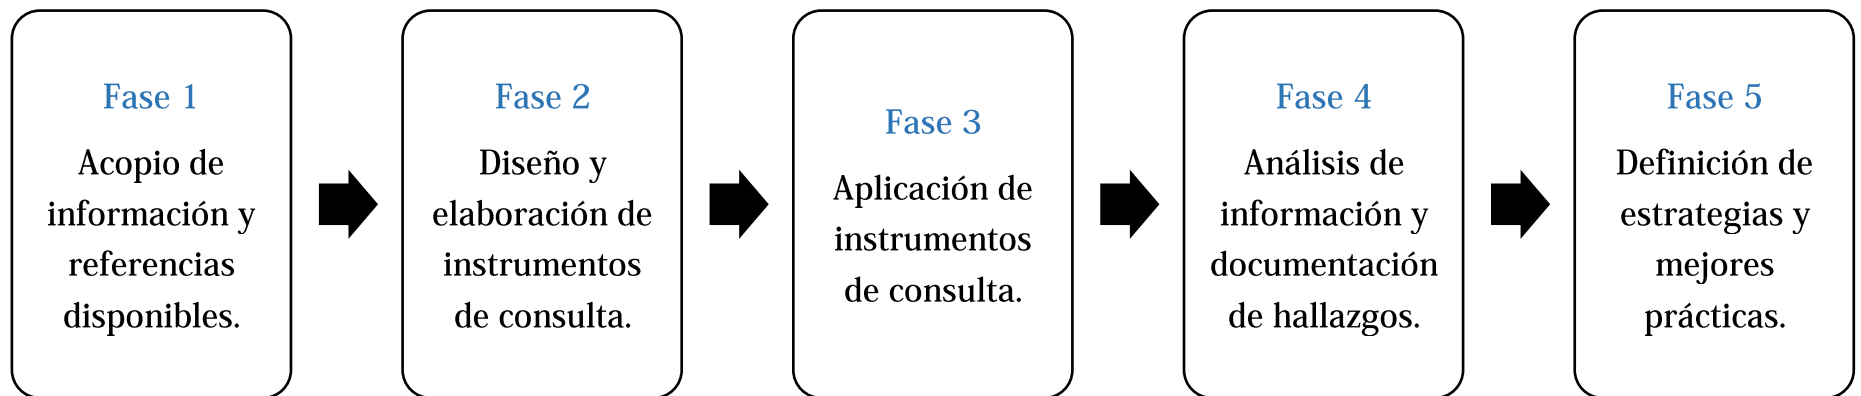 Fase 1
Acopio de
información y
referencias
disponibles.
Fase 2
Diseño y
elaboración de
instrumentos
de consulta.
Fase 3
Aplicación de
instrumentos
de consulta.
Fase 4
Análisis de
información y
documentación
de hallazgos.
Fase 5
Definición de
estrategias y
mejores
prácticas.